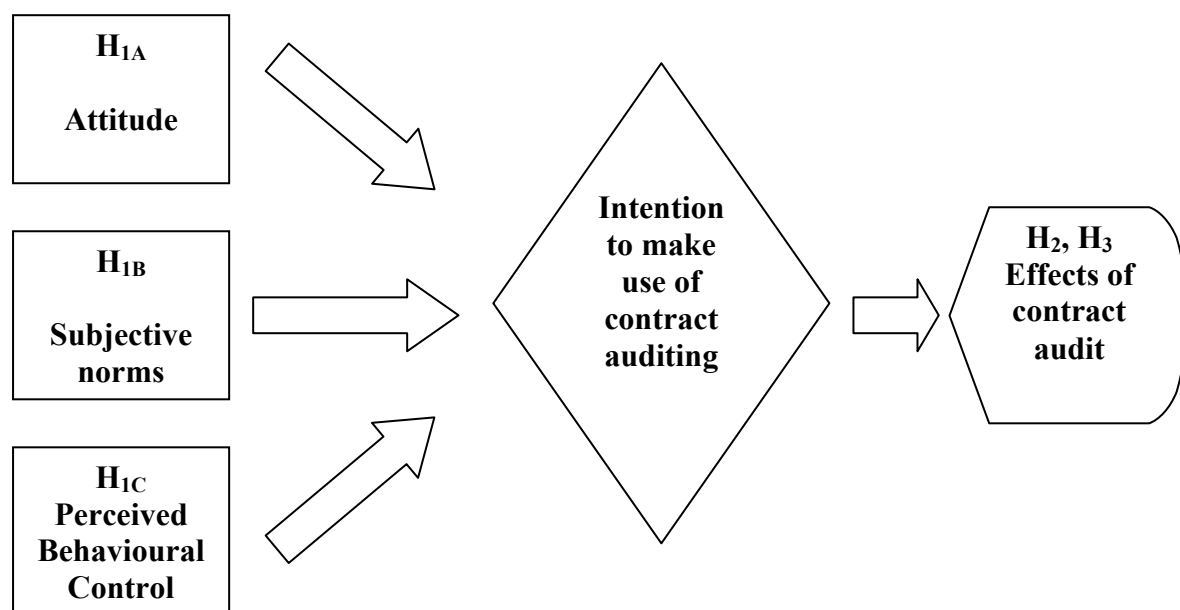 H1A
Attitude
H1B
Subjective
norms
H1C
Perceived
Behavioural
Control
Intention
to make
use of
contract
auditing
H2, H3
Effects of
contract
audit